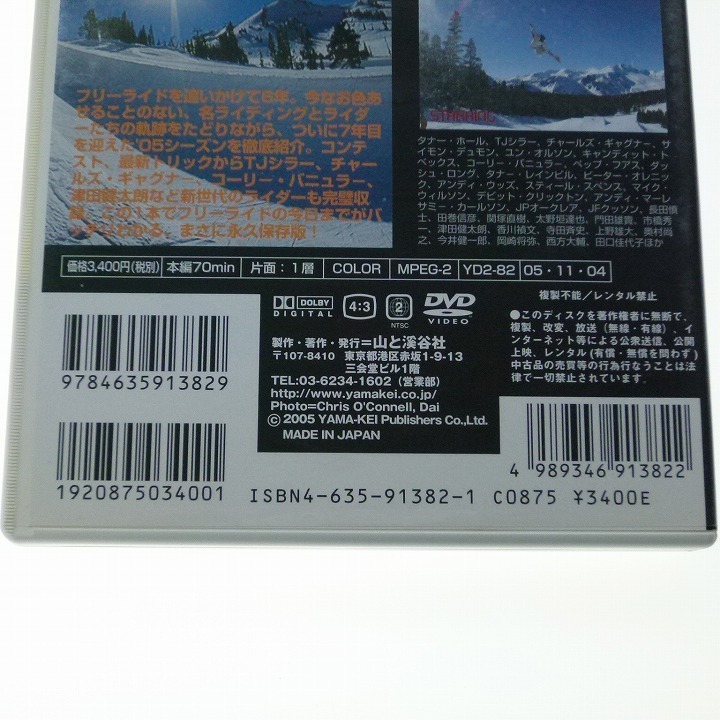 フリーライドを追いかけて6年。今なお色あ
せることのない、名ライディングとライダ
ーたちの軌跡をたどりながら、ついに7年目
を迎えた'05シーズンを徹底紹介。コンテ
スト、最新トリックからTJシラー、チャー
ルズ・ギャグナー、コーリー・バニュラー、
津田健太朗など新世代のライダーも完璧収
録。この1本でフリーライドの今日までがバ
ッチリわかる、まさに永久保存版！
STARRING
タナー・ホール、TJシラー、チャールズ・ギャグナー、サ
イモン・デュモン、ユン・オルソン、キャンディット・ト
ベックス、コーリー・バニュラー、ペップ・フアス、ダッ
シュ・ロング、タナー・レインビル、ピーター・オレニッ
ク、アンディ・ウッズ、スティール・スペンス、マイク・
ウィルソン、デビット・クリックトン、アンディ・マーレ
サミー・カールソン、JPオークレア、JFクッソン、長田慎
士、田巻信彦、関塚直樹、太野垣達也、門田雄貴、市橋秀
一、津田健太朗、香川禎文、寺田斉史、上野雄大、奥村尚
之、今井健一郎、岡崎将弥、西方大輔、田口佳代子ほか
価格3,400円(税別) 本編70min 片面：1層 COLOR MPEG-2 YD2-82 05・11・04
DOLBY DIGITAL 4:3 2 NTSC DVD VIDEO
製作・著作・発行＝山と溪谷社
〒107-8410 東京都港区赤坂1-9-13
三会堂ビル1階
TEL:03-6234-1602（営業部）
http://www.yamakei.co.jp/
Photo=Chris O'Connell, Dai
© 2005 YAMA-KEI Publishers Co.,Ltd.
MADE IN JAPAN
複製不能／レンタル禁止
●このディスクを著作権者に無断で、
複製、改変、放送（無線・有線）、イ
ンターネット等による公衆送信、公開
上映、レンタル(有償・無償を問わず)
中古品の売買等の行為行なうことは法
律で一切禁止されています。
9784635913829
1920875034001
ISBN4-635-91382-1 C0875 ¥3400E
4 989346 913822